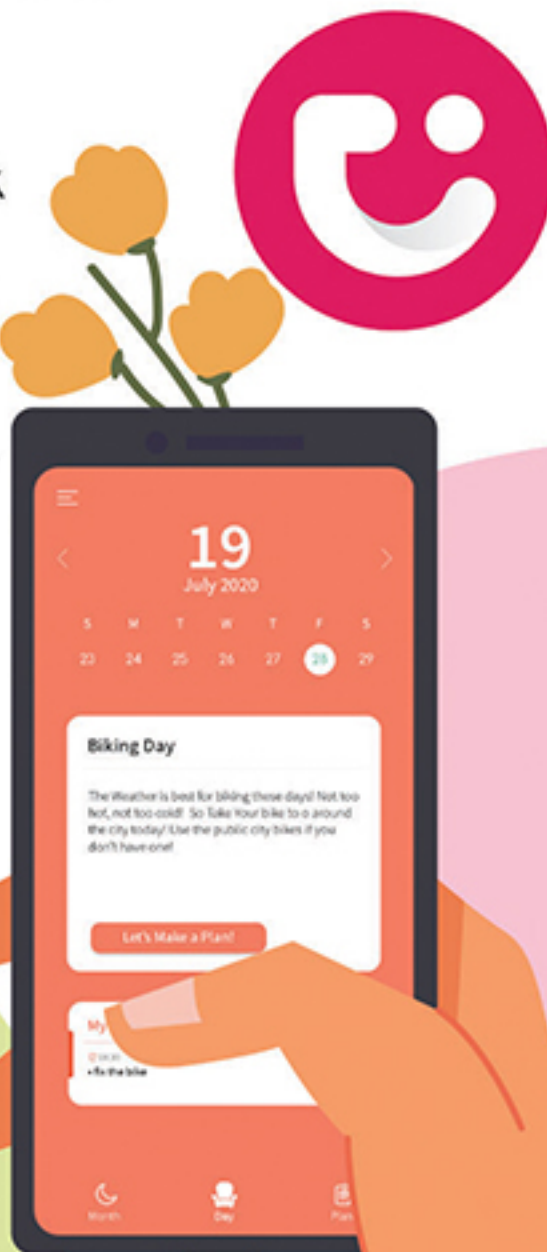 19
July 2020
S M T W T F S
23 24 25 26 27 28 29
Biking Day
The Weather is best for biking these days! Not too
hot, not too cold! So Take Your bike to o around
the city today! Use the public city bikes if you
don't have one!
Let's Make a Plan!
My
• fix the bike
Month Day Plan